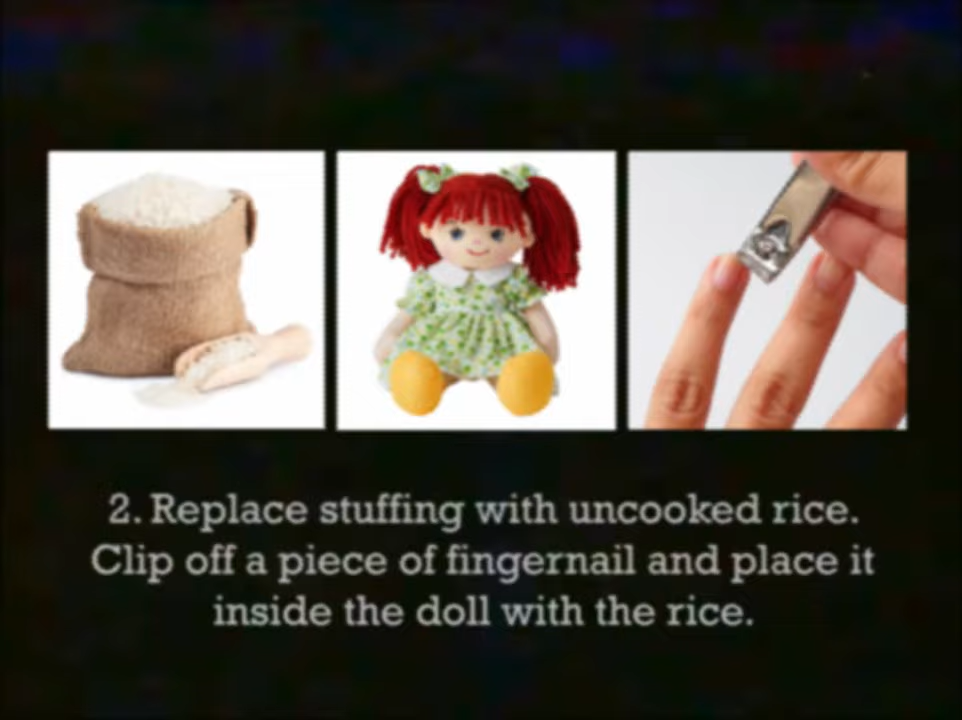 2. Replace stuffing with uncooked rice.
Clip off a piece of fingernail and place it
inside the doll with the rice.